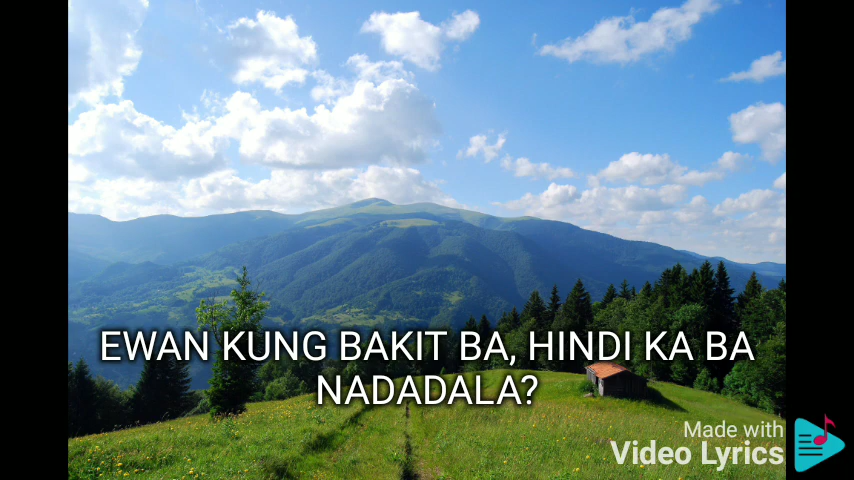 EWAN KUNG BAKIT BA, HINDI KA BA
NADADALA?
Made with
Video Lyrics